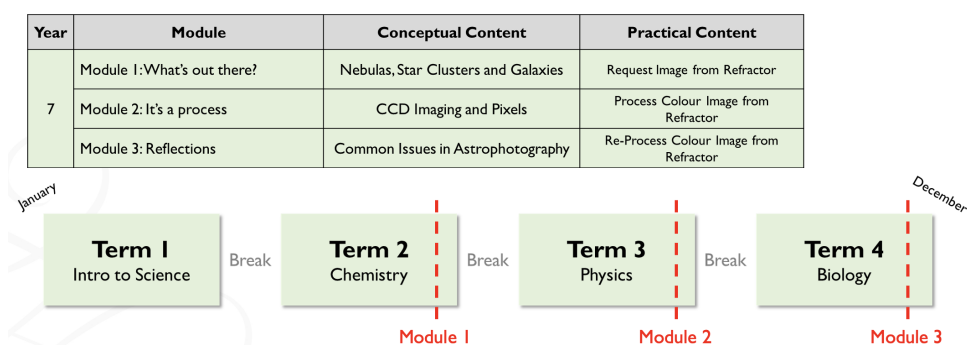 Year Module Conceptual Content Practical Content
7
Module 1: What's out there? Nebulas, Star Clusters and Galaxies Request Image from Refractor
Module 2: It's a process CCD Imaging and Pixels Process Colour Image from
Refractor
Module 3: Reflections Common Issues in Astrophotography Re-Process Colour Image from
Refractor
January
December
Term 1
Intro to Science
Break
Term 2
Chemistry
Break
Term 3
Physics
Break
Term 4
Biology
Module 1
Module 2
Module 3